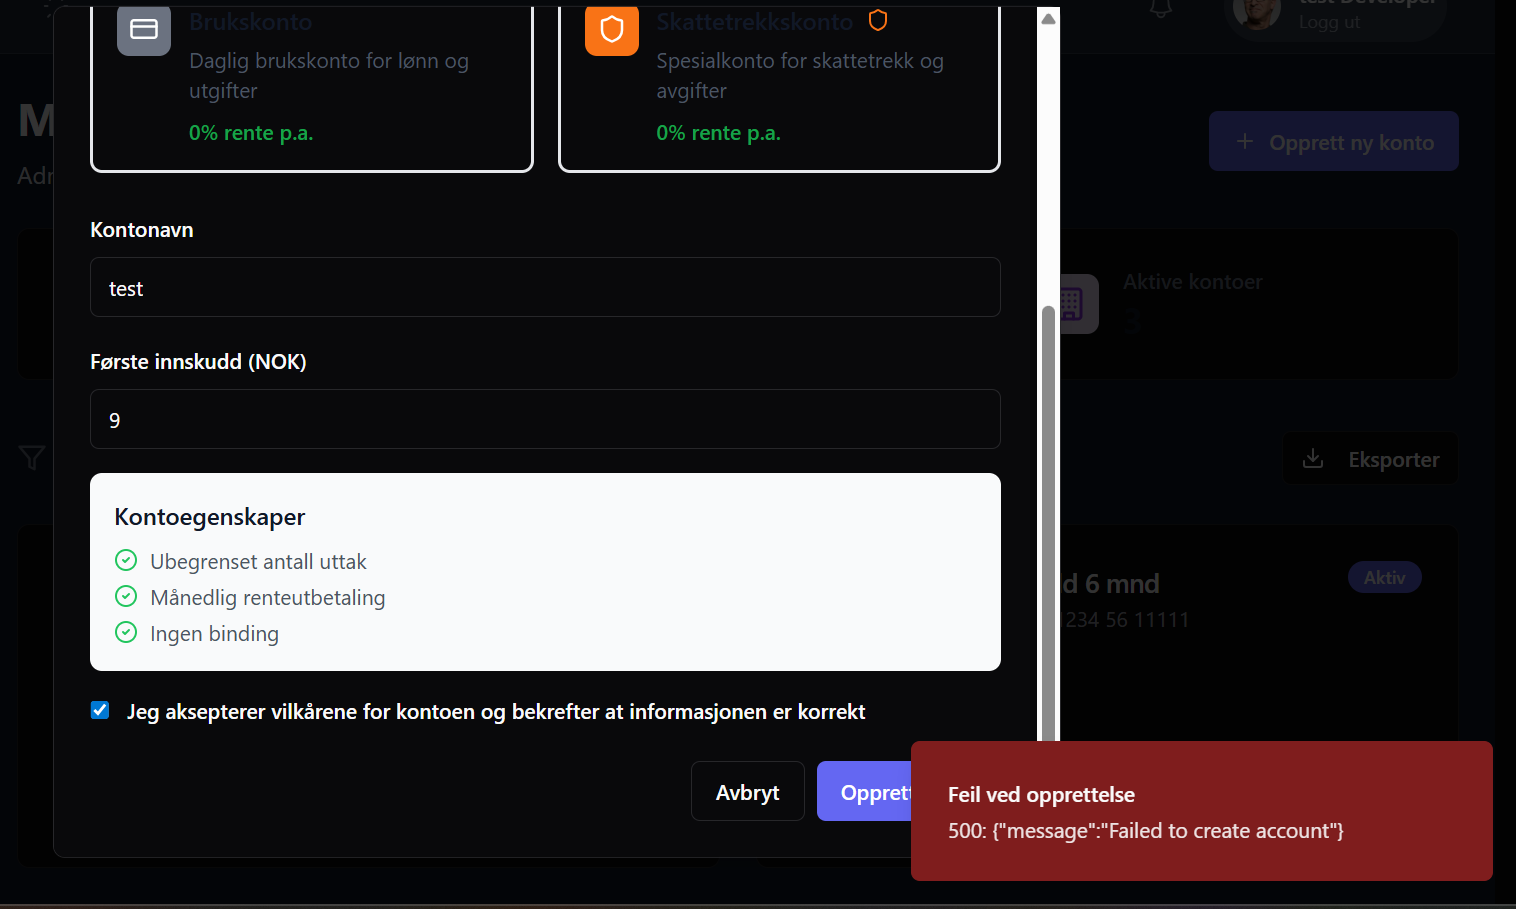 test Developer
Logg ut
Brukskonto
Daglig brukskonto for lønn og
utgifter
0% rente p.a.
Skattetrekkskonto
Spesialkonto for skattetrekk og
avgifter
0% rente p.a.
M
Adr
Opprett ny konto
Kontonavn
test
Aktive kontoer
3
Første innskudd (NOK)
9
Eksporter
Kontoegenskaper
Ubegrenset antall uttak
Månedlig renteutbetaling
Ingen binding
d 6 mnd
Aktiv
1234 56 11111
Jeg aksepterer vilkårene for kontoen og bekrefter at informasjonen er korrekt
Avbryt
Opprett
Feil ved opprettelse
500: {"message":"Failed to create account"}